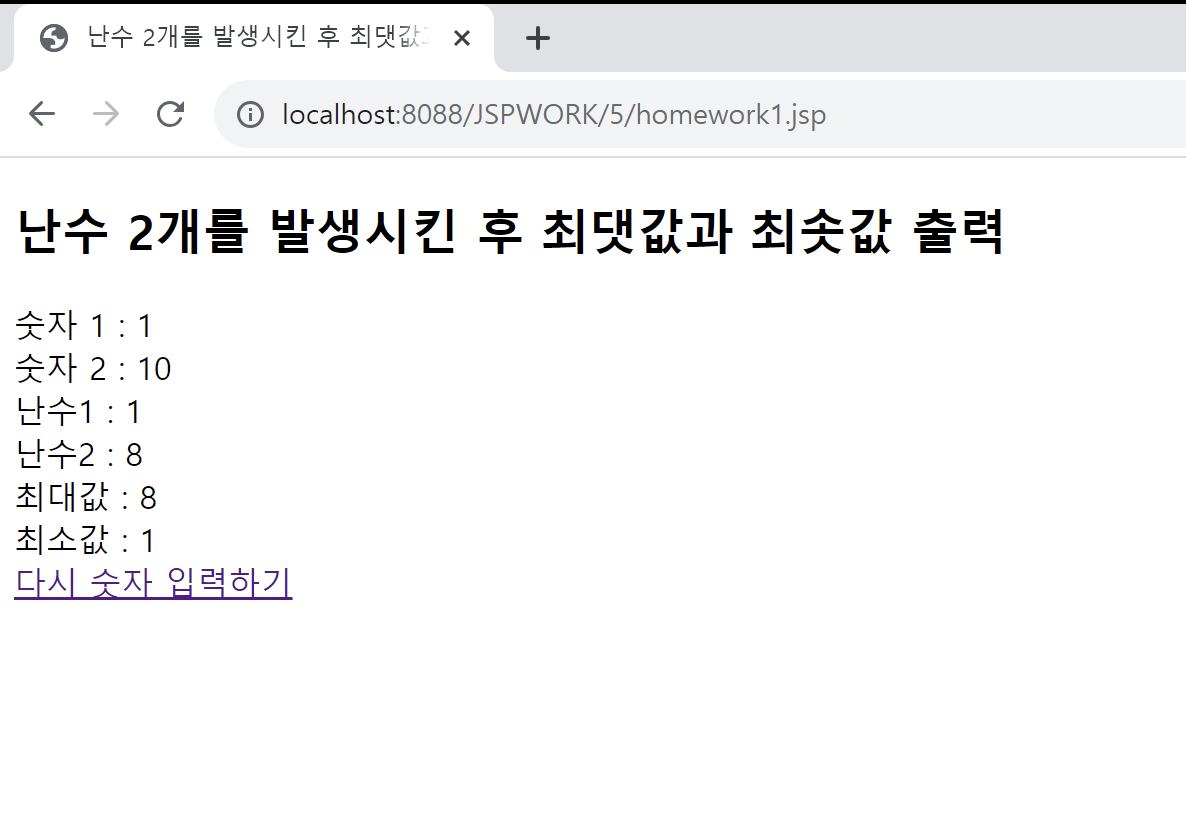 난수 2개를 발생시킨 후 최댓값
localhost:8088/JSPWORK/5/homework1.jsp
난수 2개를 발생시킨 후 최댓값과 최솟값 출력
숫자 1 : 1
숫자 2 : 10
난수1 : 1
난수2 : 8
최대값 : 8
최소값 : 1
다시 숫자 입력하기